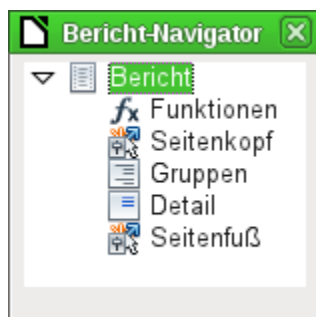 Bericht-Navigator
Bericht
Funktionen
Seitenkopf
Gruppen
Detail
Seitenfuß